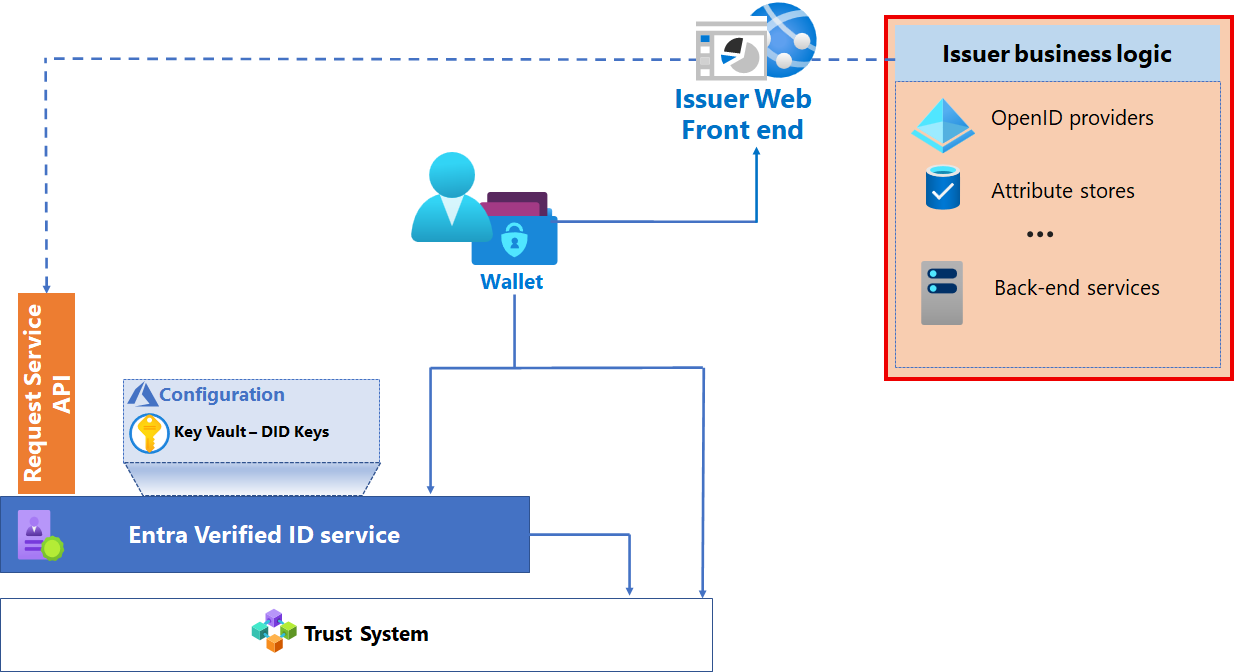 Issuer business logic
OpenID providers
Attribute stores
...
Back-end services
Issuer Web
Front end
Wallet
Request Service
API
Configuration
Key Vault – DID Keys
Entra Verified ID service
Trust System